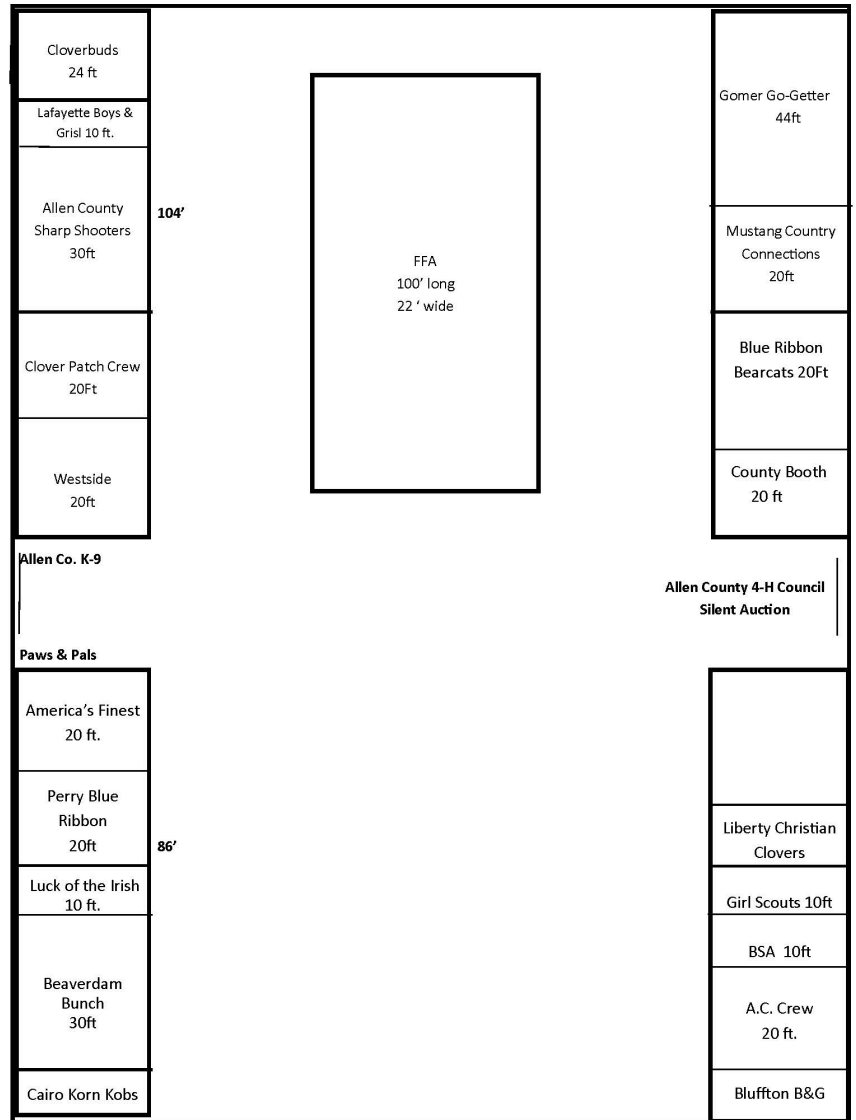 Cloverbuds
24 ft
Lafayette Boys &
Grisl 10 ft.
Allen County
Sharp Shooters
30ft
104’
Clover Patch Crew
20Ft
Westside
20ft
FFA
100’ long
22 ‘ wide
Gomer Go-Getter
44ft
Mustang Country
Connections
20ft
Blue Ribbon
Bearcats 20Ft
County Booth
20 ft
Allen Co. K-9
Allen County 4-H Council
Silent Auction
Paws & Pals
America’s Finest
20 ft.
Perry Blue
Ribbon
20ft
86’
Luck of the Irish
10 ft.
Beaverdam
Bunch
30ft
Cairo Korn Kobs
Liberty Christian
Clovers
Girl Scouts 10ft
BSA  10ft
A.C. Crew
20 ft.
Bluffton B&G